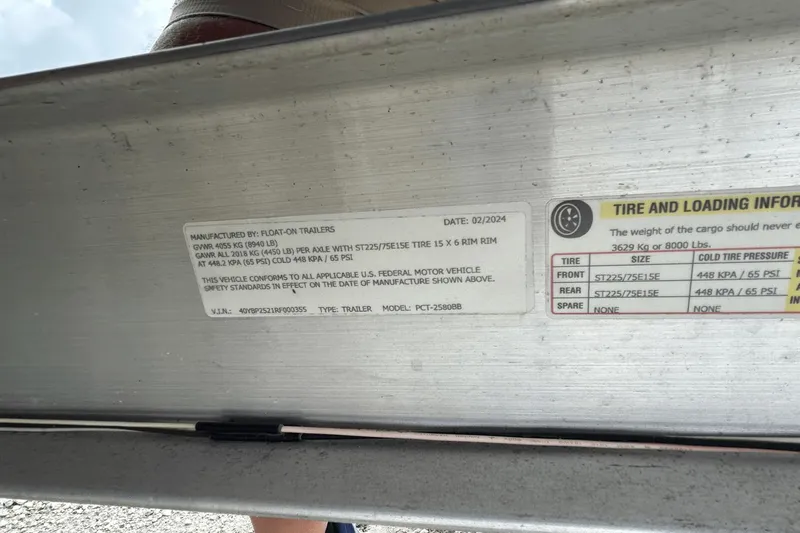 MANUFACTURED BY: FLOAT-ON TRAILERS DATE: 02/2024
GVWR 4055 KG (8940 LB)
GAWR ALL 2018 KG (4450 LB) PER AXLE WITH ST225/75E15E TIRE 15 X 6 RIM RIM
AT 448.2 KPA (65 PSI) COLD 448 KPA / 65 PSI
THIS VEHICLE CONFORMS TO ALL APPLICABLE U.S. FEDERAL MOTOR VEHICLE
SAFETY STANDARDS IN EFFECT ON THE DATE OF MANUFACTURE SHOWN ABOVE.
V.I.N.: 40YBP2521RF000355 TYPE: TRAILER MODEL: PCT-2580BB
TIRE AND LOADING INFOR
The weight of the cargo should never e
3629 Kg or 8000 Lbs.
TIRE SIZE COLD TIRE PRESSURE
FRONT ST225/75E15E 448 KPA / 65 PSI
REAR ST225/75E15E 448 KPA / 65 PSI
SPARE NONE NONE